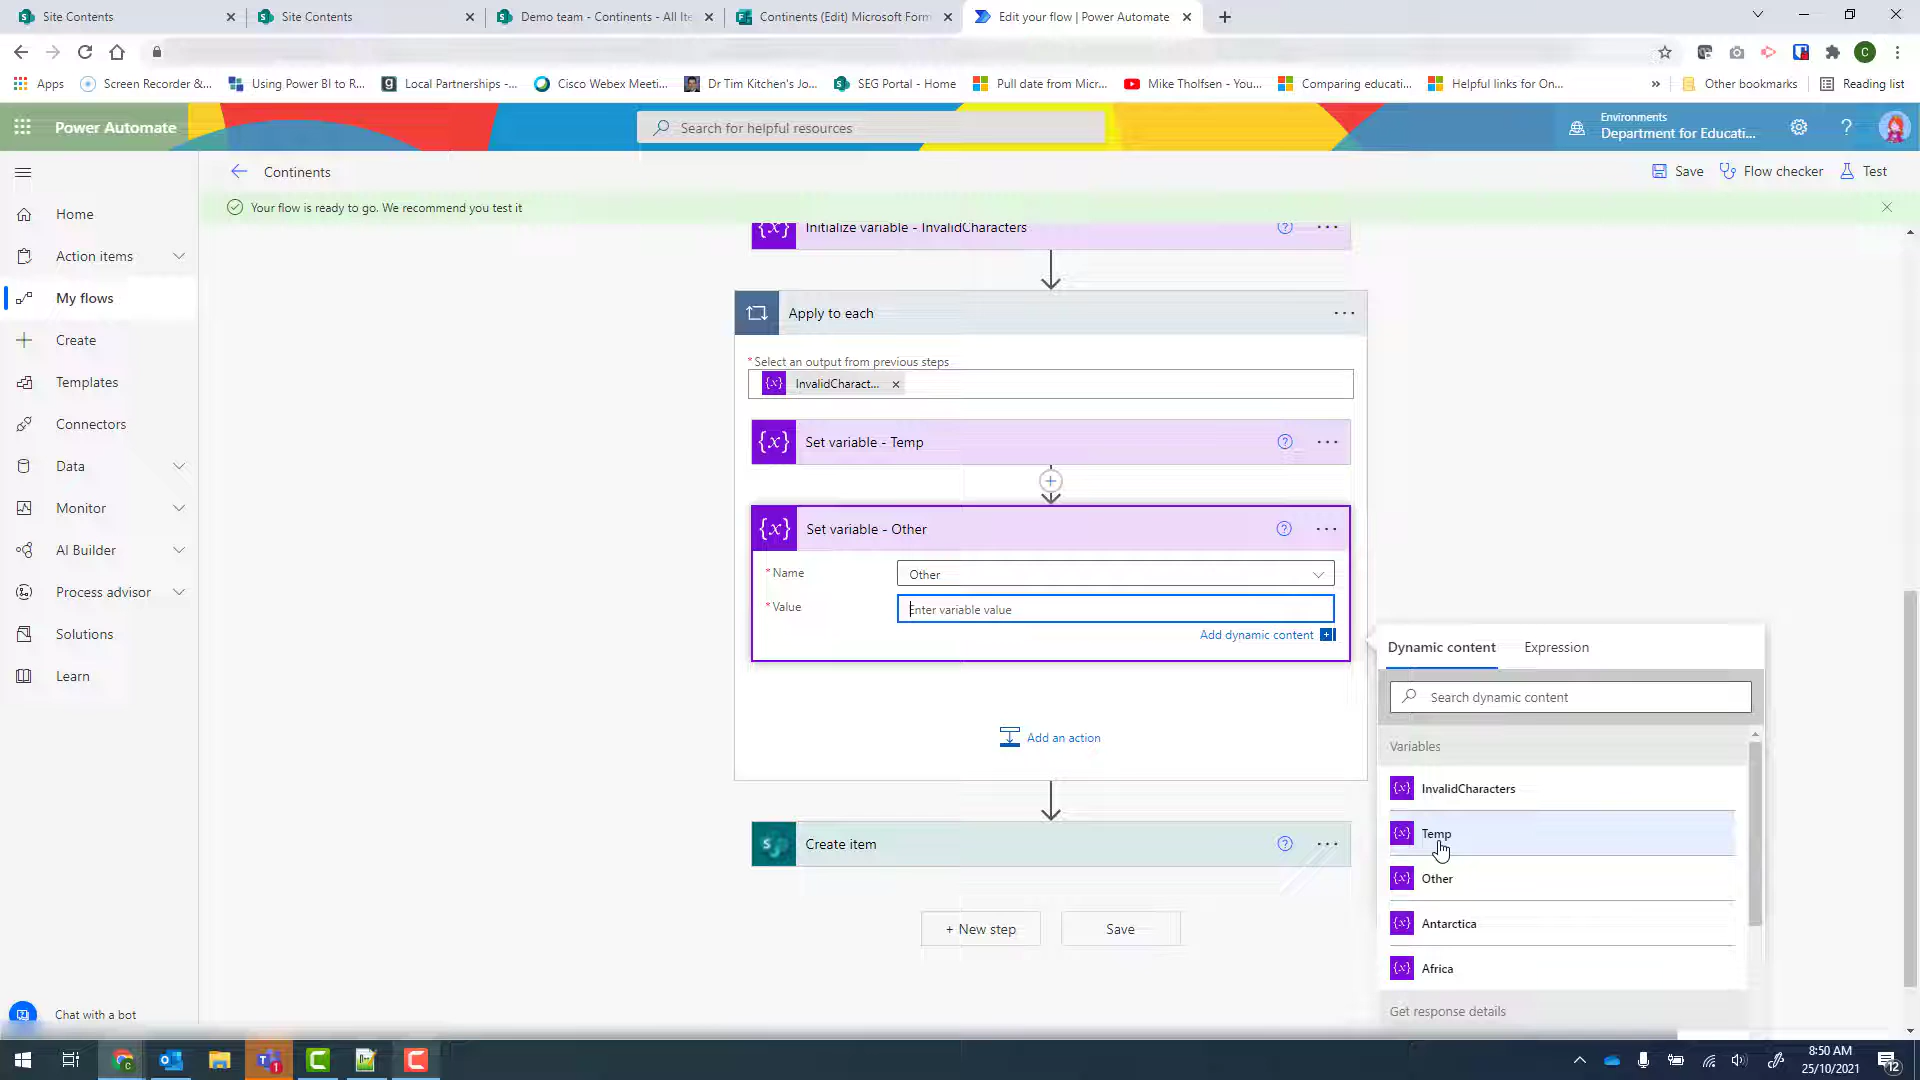 Site Contents
Site Contents
Demo team - Continents - All Ite
Continents (Edit) Microsoft Form
Edit your flow | Power Automate
Apps
Screen Recorder &...
Using Power BI to R...
Local Partnerships -...
Cisco Webex Meeti...
Dr Tim Kitchen's Jo...
SEG Portal - Home
Pull date from Micr...
Mike Tholfsen - You...
Comparing educati...
Helpful links for On...
»
Other bookmarks
Reading list
Power Automate
Search for helpful resources
Environments
Department for Educati...
Continents
Save
Flow checker
Test
Your flow is ready to go. We recommend you test it
Home
Action items
My flows
Create
Templates
Connectors
Data
Monitor
AI Builder
Process advisor
Solutions
Learn
Chat with a bot
Initialize variable - InvalidCharacters
Apply to each
* Select an output from previous steps
InvalidCharact...
Set variable - Temp
Set variable - Other
* Name
Other
* Value
Enter variable value
Add dynamic content
Add an action
Create item
+ New step
Save
Dynamic content
Expression
Search dynamic content
Variables
InvalidCharacters
Temp
Other
Antarctica
Africa
Get response details
8:50 AM
25/10/2021
12